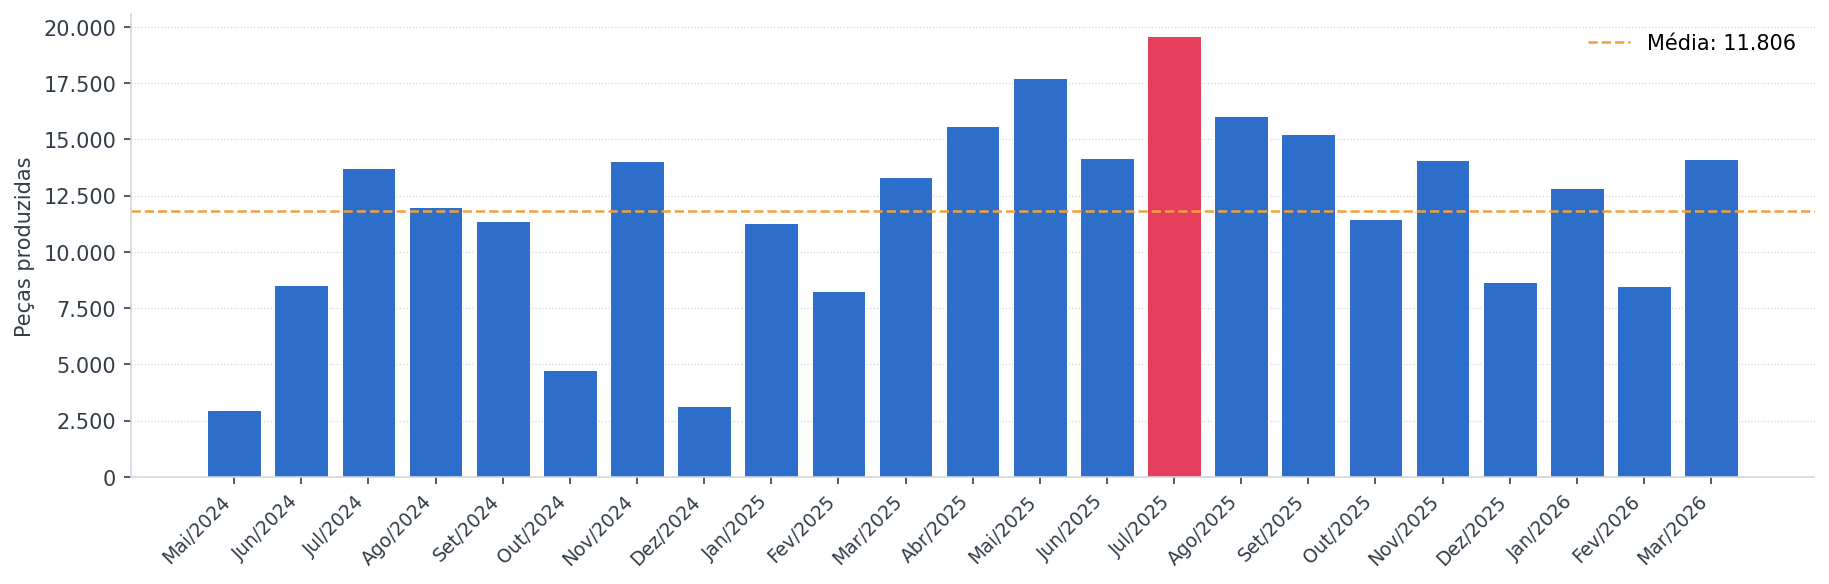 Peças produzidas
20.000
17.500
15.000
12.500
10.000
7.500
5.000
2.500
0
Média: 11.806
Mai/2024
Jun/2024
Jul/2024
Ago/2024
Set/2024
Out/2024
Nov/2024
Dez/2024
Jan/2025
Fev/2025
Mar/2025
Abr/2025
Mai/2025
Jun/2025
Jul/2025
Ago/2025
Set/2025
Out/2025
Nov/2025
Dez/2025
Jan/2026
Fev/2026
Mar/2026